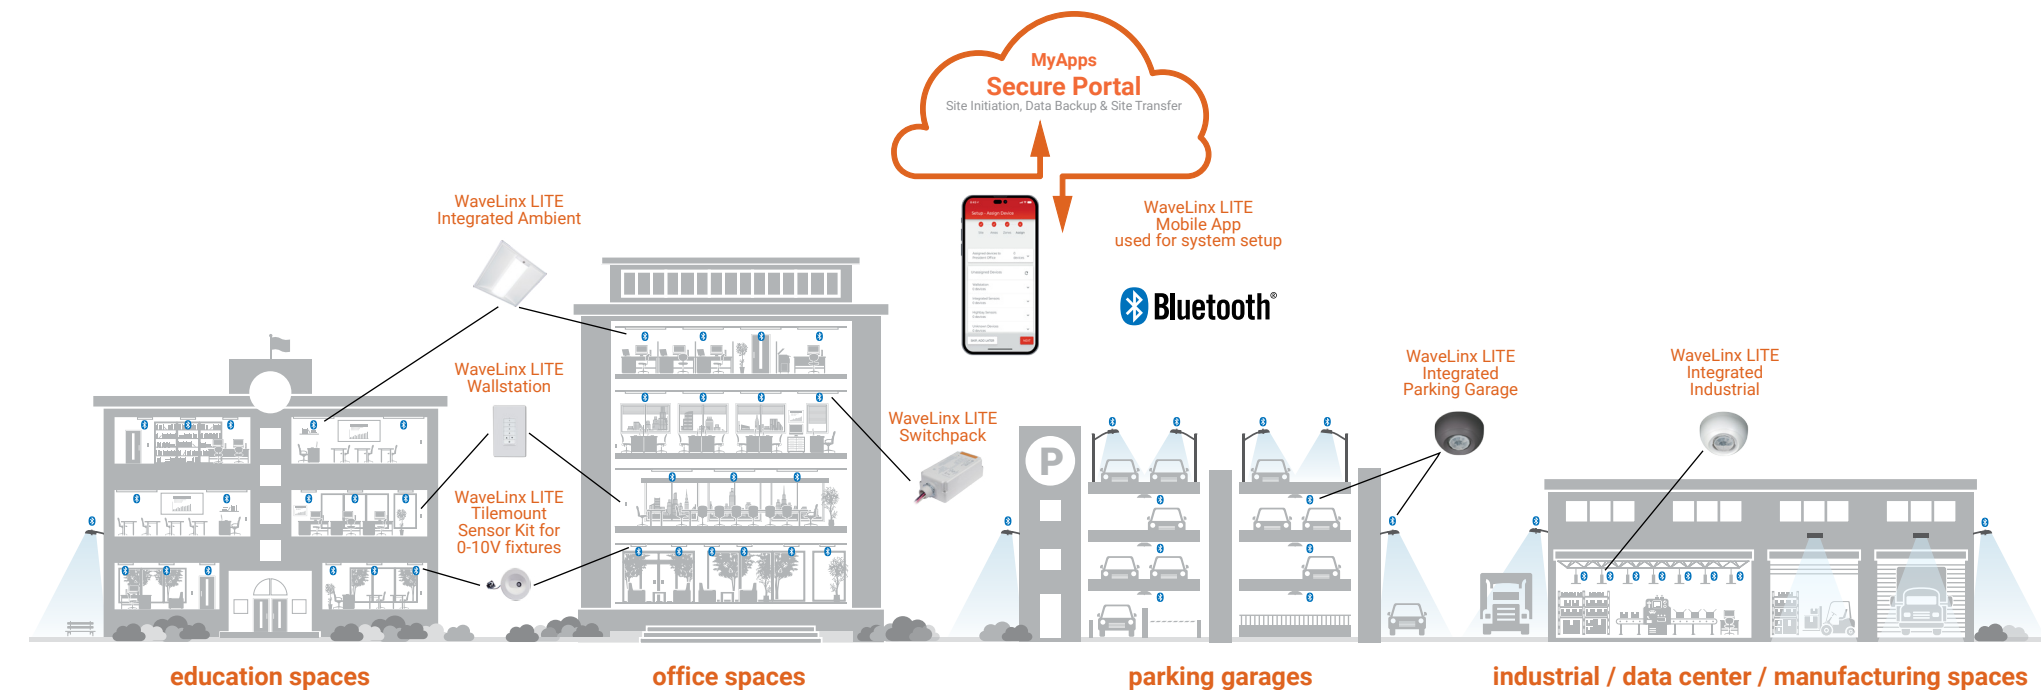 MyApps
Secure Portal
Site Initiation, Data Backup & Site Transfer
WaveLinx LITE
Integrated Ambient
WaveLinx LITE
Mobile App
used for system setup
Setup - Assign Device
Bluetooth®
WaveLinx LITE
Wallstation
WaveLinx LITE
Tilemount
Sensor Kit for
0-10V fixtures
WaveLinx LITE
Switchpack
WaveLinx LITE
Integrated
Parking Garage
WaveLinx LITE
Integrated
Industrial
P
education spaces
office spaces
parking garages
industrial / data center / manufacturing spaces